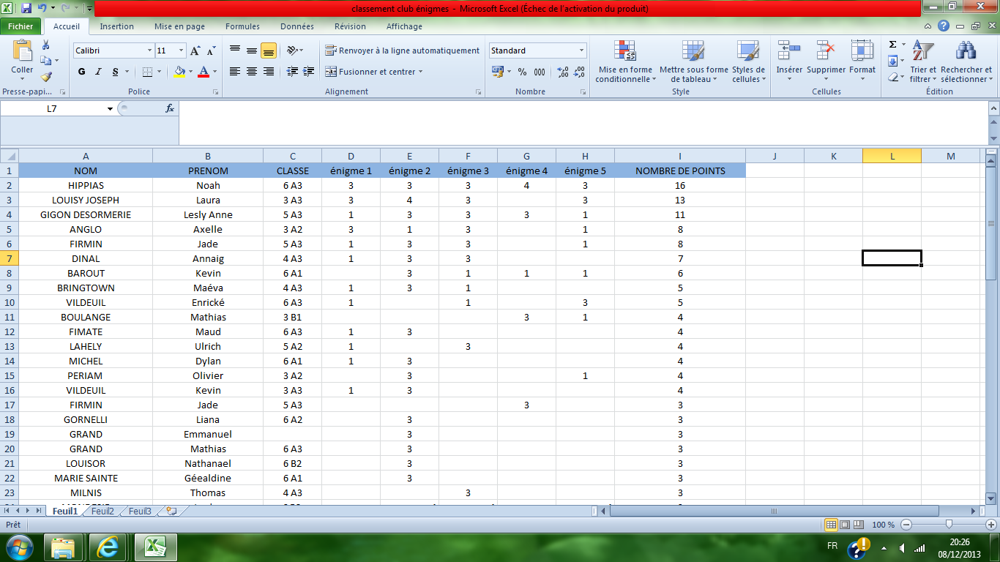 classement club énigmes - Microsoft Excel (Échec de l'activation du produit)
Fichier Accueil Insertion Mise en page Formules Données Révision Affichage
Coller
Calibri 11
Renvoyer à la ligne automatiquement
Standard
Mise en forme conditionnelle
Mettre sous forme de tableau
Styles de cellules
Insérer Supprimer Format
Trier et filtrer
Rechercher et sélectionner
G I S
Fusionner et centrer
% 000
Presse-papi... Police Alignement Nombre Style Cellules Édition
L7 fx
A B C D E F G H I J K L M
1 NOM PRENOM CLASSE énigme 1 énigme 2 énigme 3 énigme 4 énigme 5 NOMBRE DE POINTS
2 HIPPIAS Noah 6 A3 3 3 3 4 3 16
3 LOUISY JOSEPH Laura 3 A3 3 4 3 3 13
4 GIGON DESORMERIE Lesly Anne 5 A3 1 3 3 3 1 11
5 ANGLO Axelle 3 A2 3 1 3 1 8
6 FIRMIN Jade 5 A3 1 3 3 1 8
7 DINAL Annaig 4 A3 1 3 3 7
8 BAROUT Kevin 6 A1 3 1 1 1 6
9 BRINGTOWN Maéva 4 A3 1 3 1 5
10 VILDEUIL Enrické 6 A3 1 1 3 5
11 BOULANGE Mathias 3 B1 3 1 4
12 FIMATE Maud 6 A3 1 3 4
13 LAHELY Ulrich 5 A2 1 3 4
14 MICHEL Dylan 6 A1 1 3 4
15 PERIAM Olivier 3 A2 3 1 4
16 VILDEUIL Kevin 3 A3 1 3 4
17 FIRMIN Jade 5 A3 3 3
18 GORNELLI Liana 6 A2 3 3
19 GRAND Emmanuel 3 3
20 GRAND Mathias 6 A3 3 3
21 LOUISOR Nathanael 6 B2 3 3
22 MARIE SAINTE Géealdine 6 A1 3 3
23 MILNIS Thomas 4 A3 3 3
Feuil1 Feuil2 Feuil3
Prêt 100 %
FR 20:26
08/12/2013